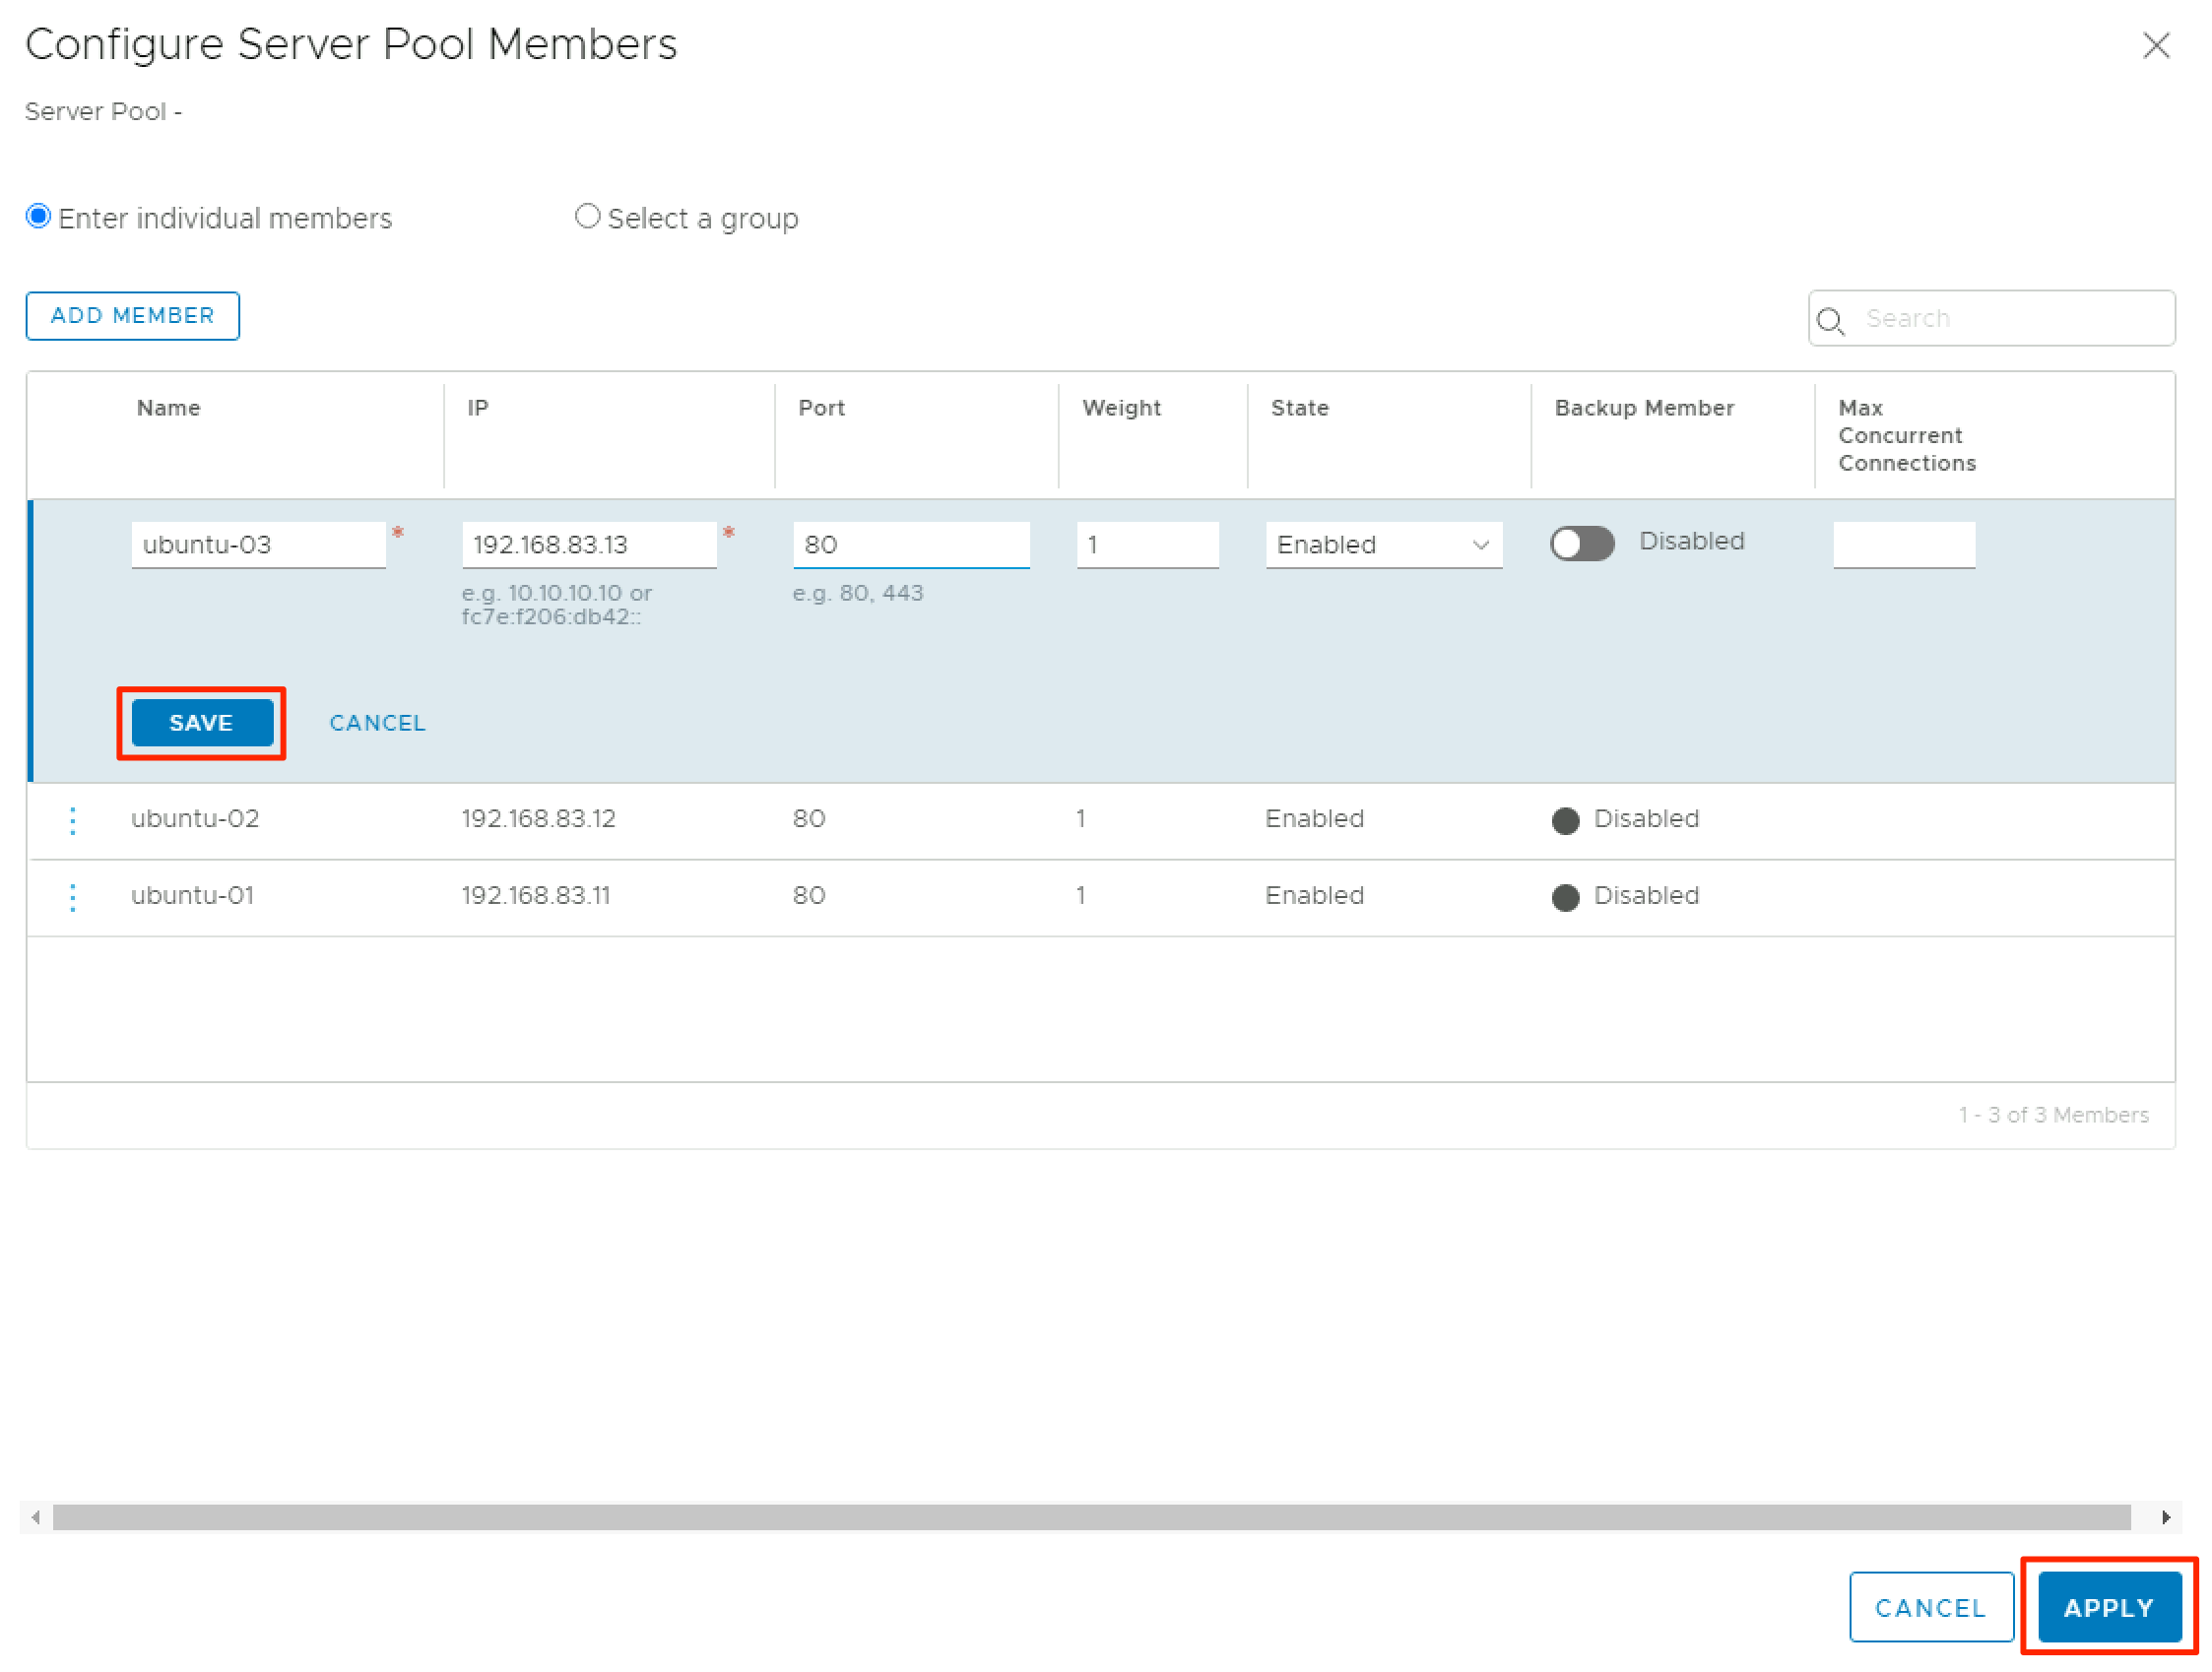 Configure Server Pool Members
Server Pool -
Enter individual members Select a group
ADD MEMBER Search
Name IP Port Weight State Backup Member Max
Concurrent
Connections
ubuntu-03 * 192.168.83.13 * 80 1 Enabled Disabled
e.g. 10.10.10.10 or e.g. 80, 443
fc7e:f206:db42::
SAVE CANCEL
ubuntu-02 192.168.83.12 80 1 Enabled Disabled
ubuntu-01 192.168.83.11 80 1 Enabled Disabled
1 - 3 of 3 Members
CANCEL APPLY